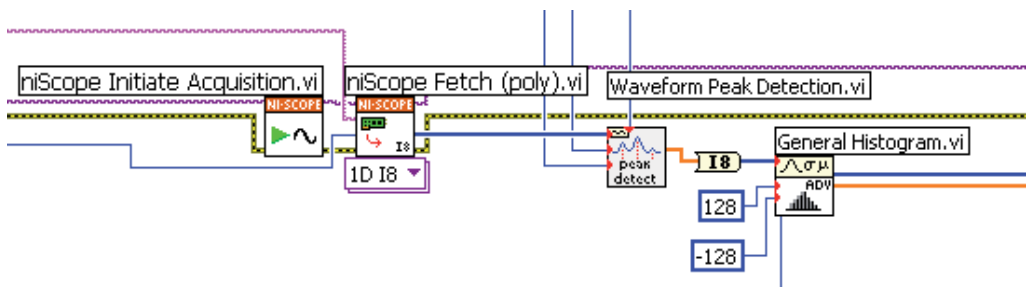 niScope Initiate Acquisition.vi
niScope Fetch (poly).vi
Waveform Peak Detection.vi
NI-SCOPE
NI-SCOPE
I8
1D I8
peak
detect
I8
General Histogram.vi
σμ
ADV
128
-128